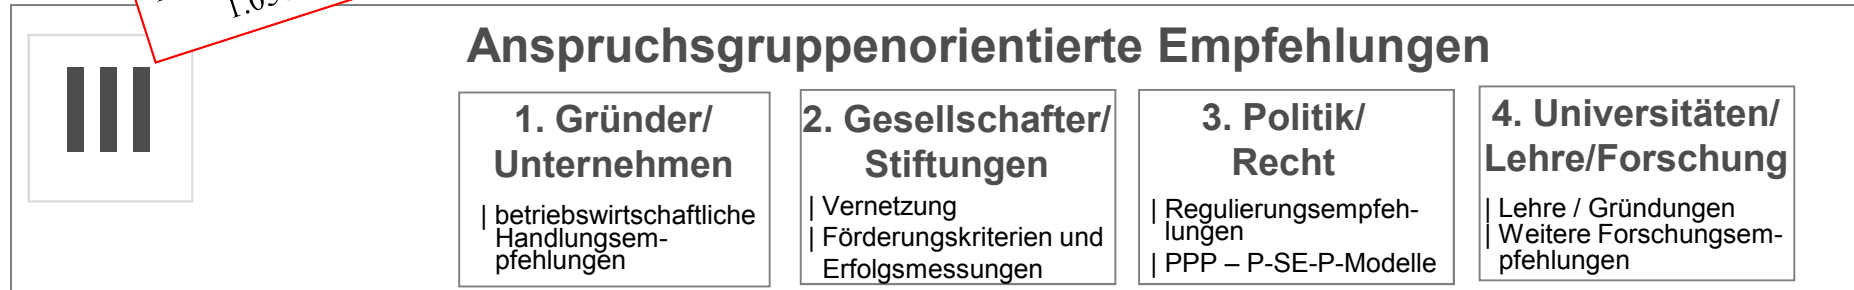 III
Anspruchsgruppenorientierte Empfehlungen
1. Gründer/
Unternehmen
| betriebswirtschaftliche
Handlungsem-
pfehlungen
2. Gesellschafter/
Stiftungen
| Vernetzung
| Förderungskriterien und
Erfolgsmessungen
3. Politik/
Recht
| Regulierungsempfeh-
lungen
| PPP – P-SE-P-Modelle
4. Universitäten/
Lehre/Forschung
| Lehre / Gründungen
| Weitere Forschungsem-
pfehlungen